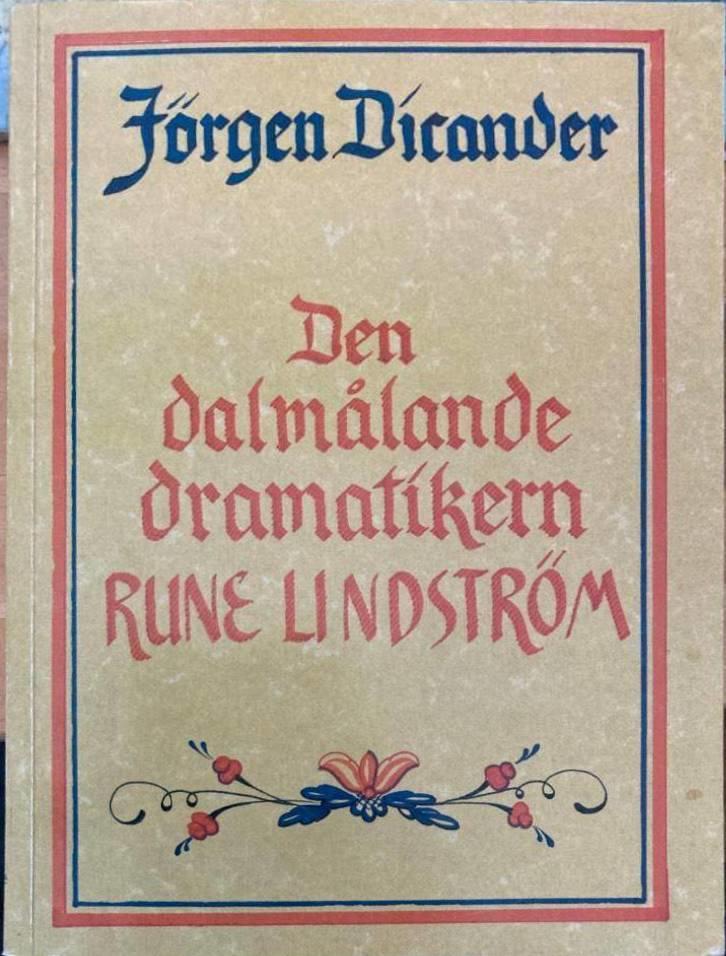 Jörgen Dicander
Den
dalmålande
dramatikern
RUNE LINDSTRÖM